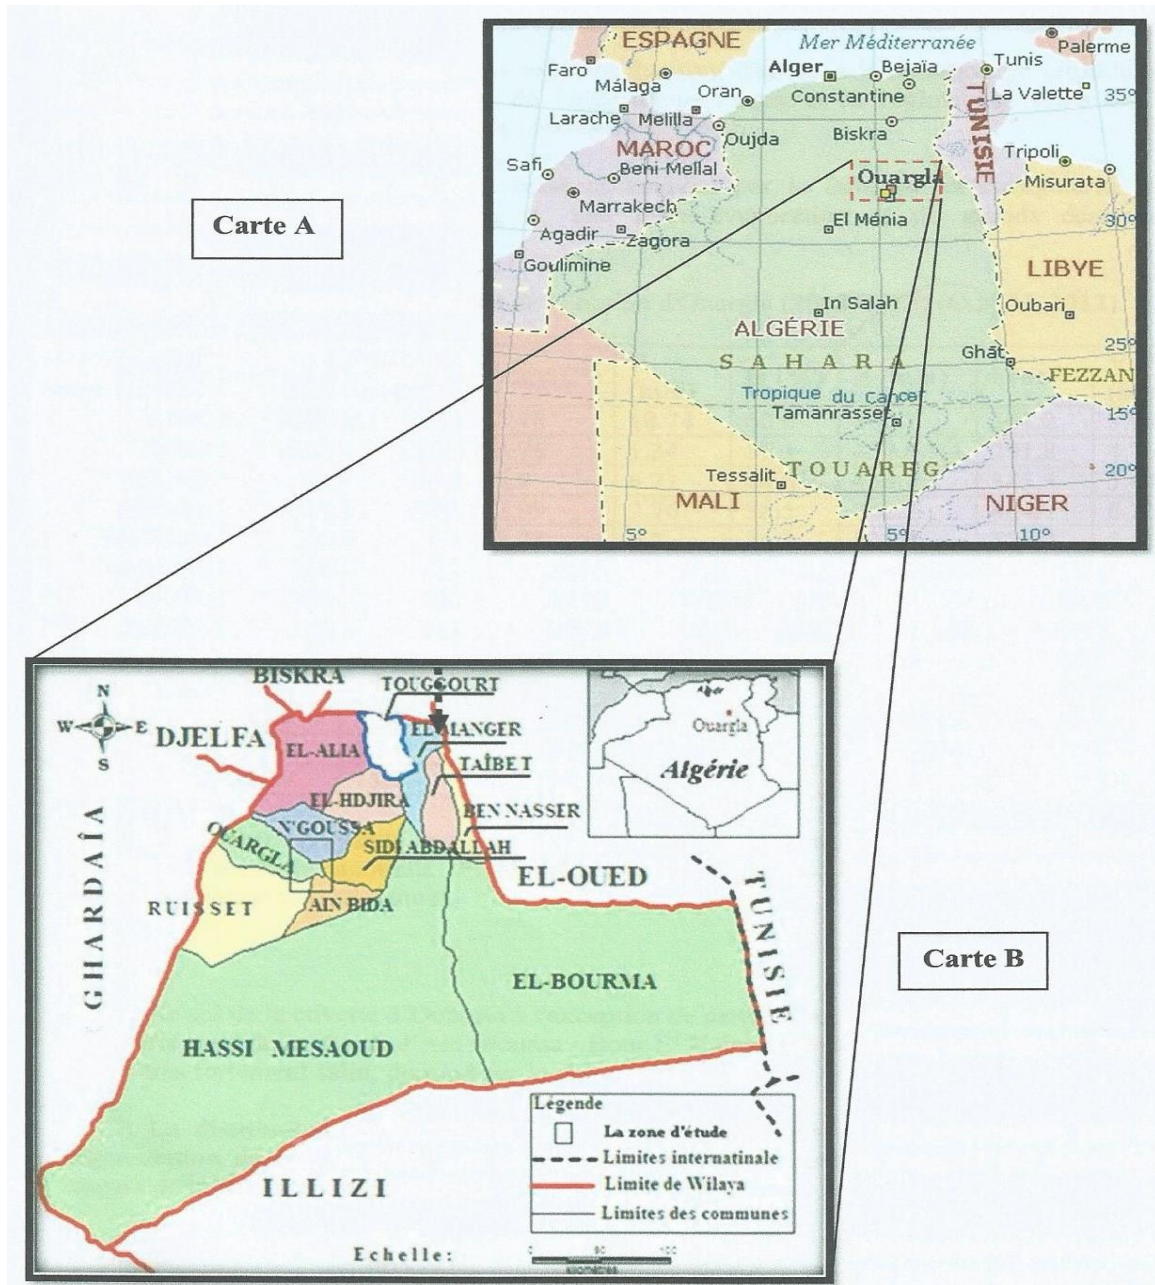 ESPAGNE
Mer Méditerranée
Palerme
Faro
Alger
Bejaïa
Tunis
Málaga
Oran
Constantine
La Valette
35°
Larache
Melilla
Oujda
Biskra
TUNISIE
MAROC
Safi
Beni-Mellal
Tripoli
Ouargla
Misurata
Marrakech
Carte A
El Ménia
30°
Agadir
Zagora
Goulimine
LIBYE
In Salah
Oubari
ALGÉRIE
25°
Ghât
SAHARA
FEZZAN
Tropique du Cancer
Tamanrasset
15°
TOUAREG
Tessalit
20°
MALI
NIGER
5°
5°
10°
BISKRA
TOUGGOURT
N
W
E
S
DJELFA
EL-MANGER
EL-ALIA
Ouargla
TAÎBET
Algérie
EL-HDJIRA
BEN NASSER
N'GOUSSA
OUARGLA
SIDI ABDALLAH
EL-OUED
GHARDAÎA
RUISSET
AIN BIDA
TUNISIE
Carte B
EL-BOURMA
HASSI MESAOUD
Légende
La zone d'étude
Limites internatinale
Limite de Wilaya
Limites des communes
ILLIZI
Echelle:
0
100
kilomètres